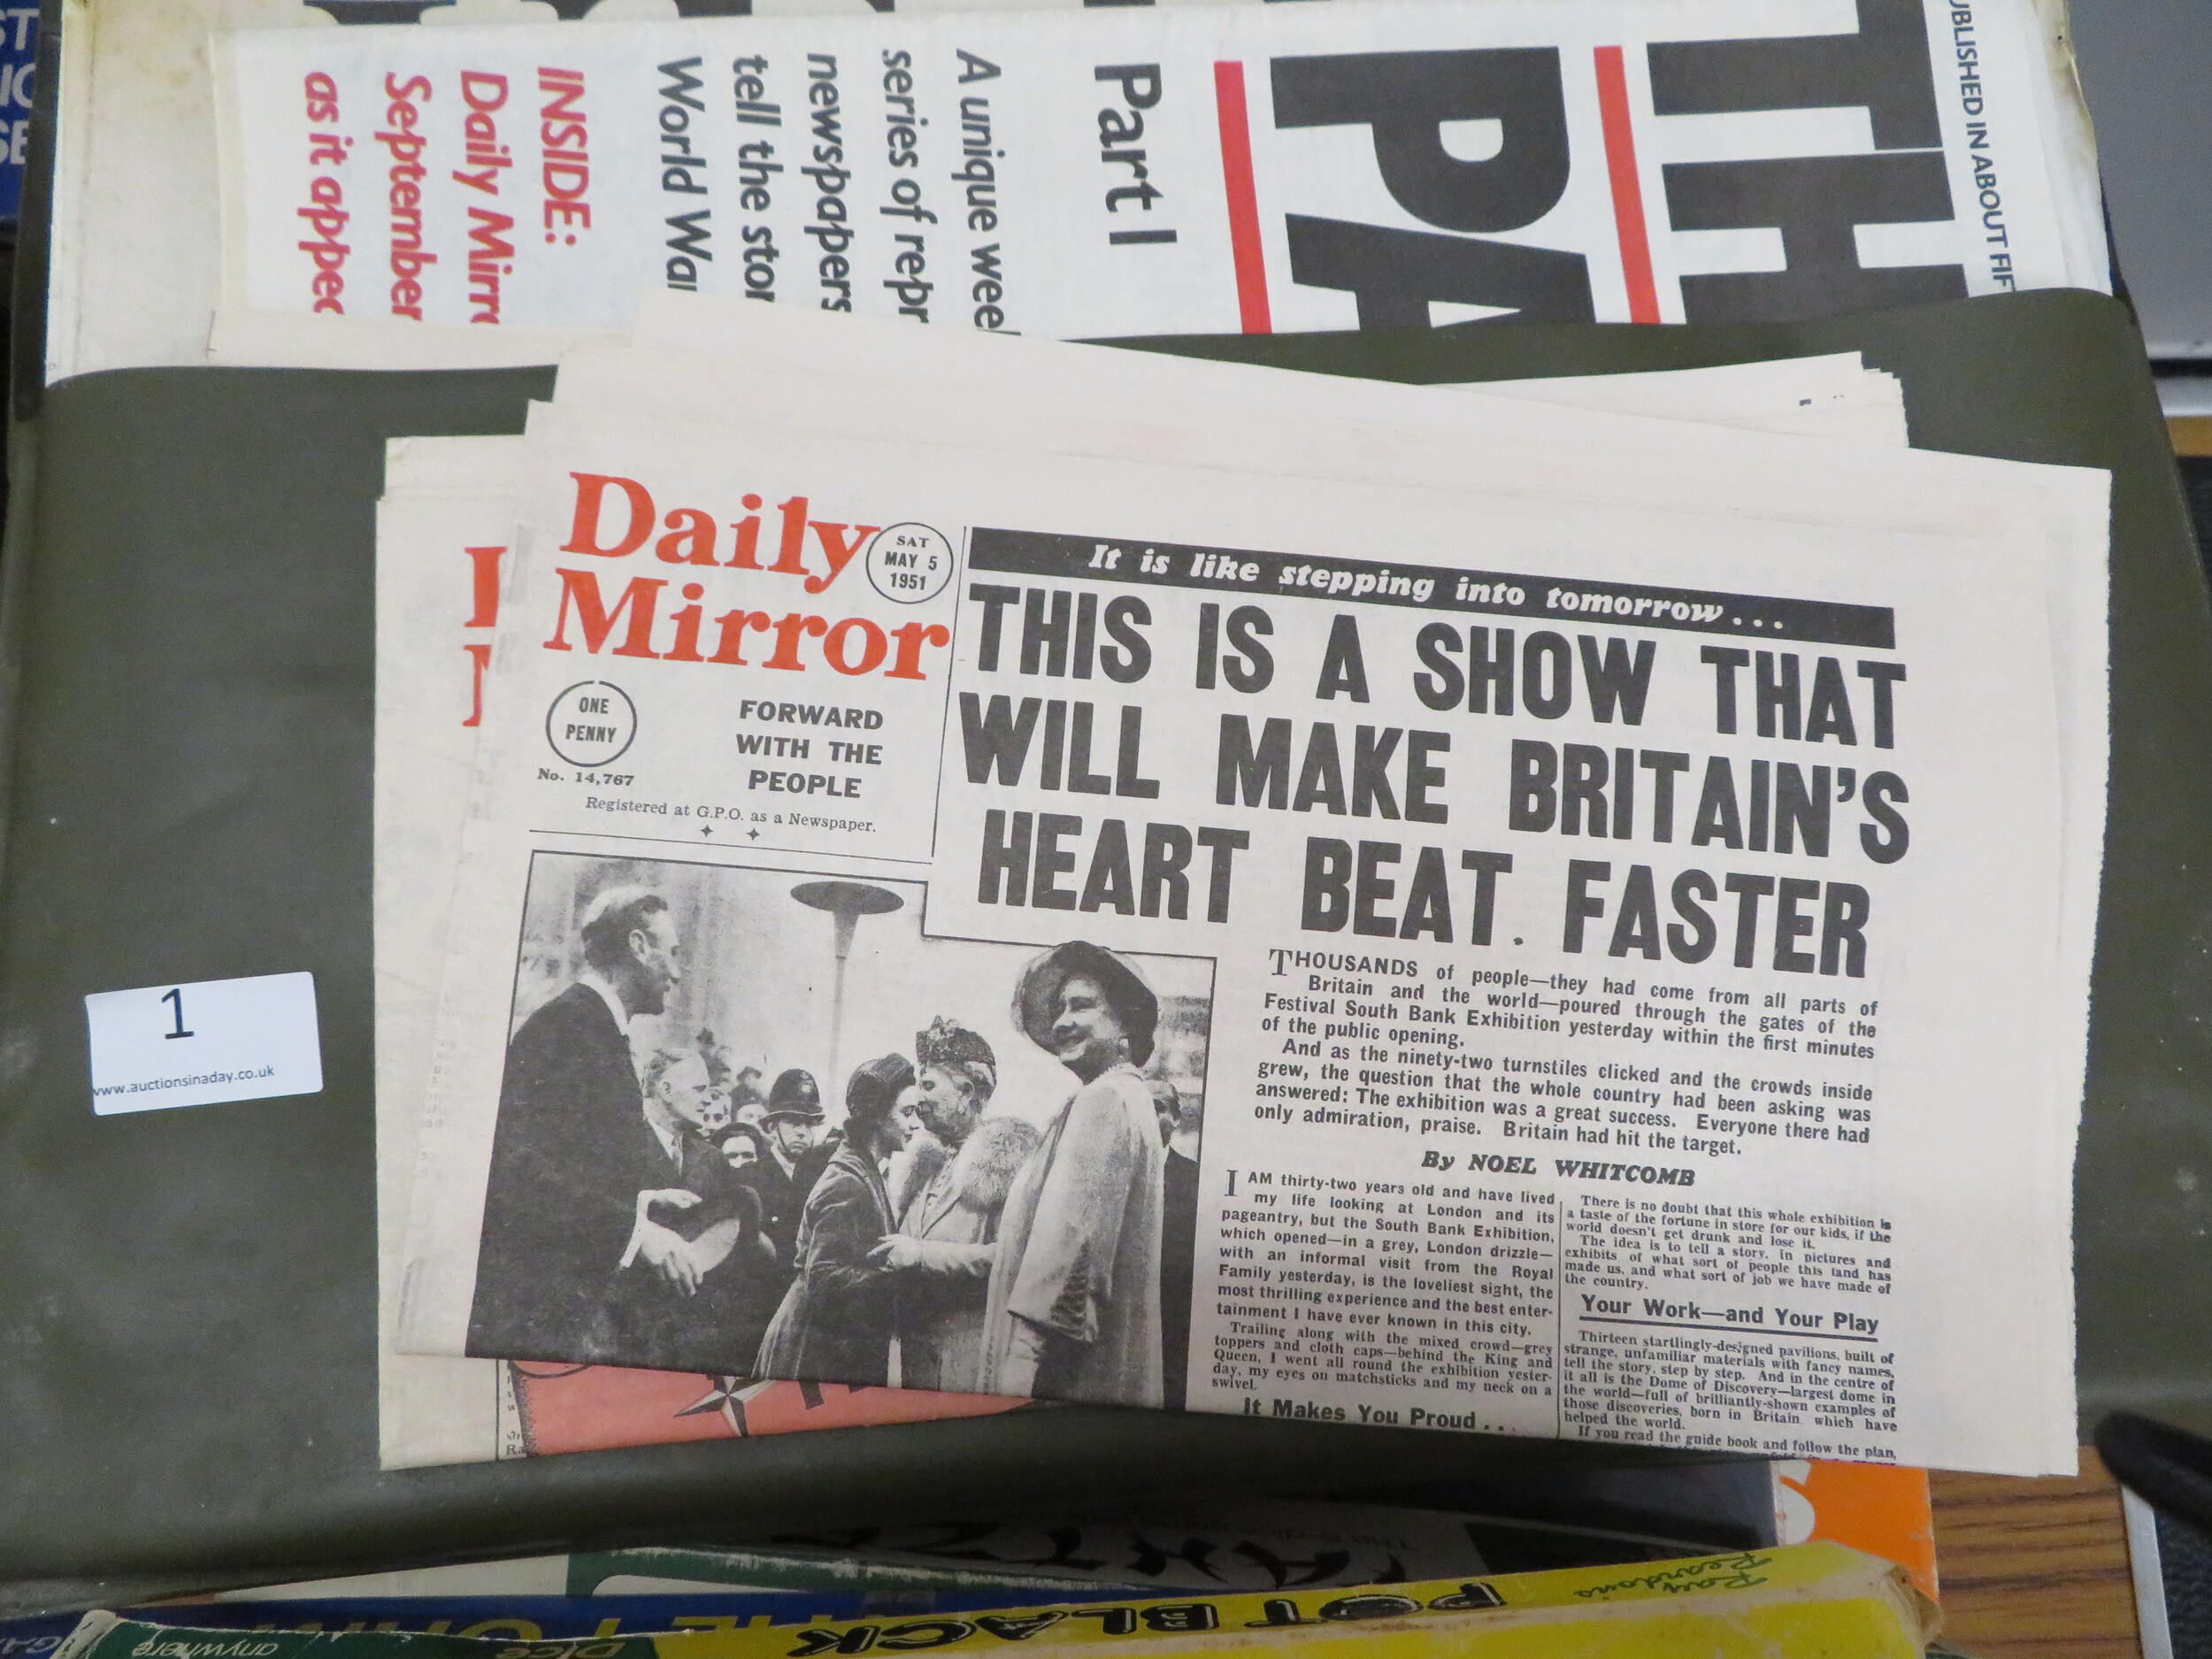 PUBLISHED IN ABOUT FIF
TH
PA
Part 1
A unique week
series of repr
newspapers
tell the stor
World War
INSIDE:
Daily Mirro
September
as it appear
Daily
Mirror
SAT
MAY 5
1951
ONE
PENNY
No. 14,767
FORWARD
WITH THE
PEOPLE
Registered at G.P.O. as a Newspaper.
It is like stepping into tomorrow . . .
THIS IS A SHOW THAT
WILL MAKE BRITAIN'S
HEART BEAT FASTER
THOUSANDS of people—they had come from all parts of
Britain and the world—poured through the gates of the
Festival South Bank Exhibition yesterday within the first minutes
of the public opening.
And as the ninety-two turnstiles clicked and the crowds inside
grew, the question that the whole country had been asking was
answered: The exhibition was a great success. Everyone there had
only admiration, praise. Britain had hit the target.
By NOEL WHITCOMB
I AM thirty-two years old and have lived
my life looking at London and its
pageantry, but the South Bank Exhibition,
which opened—in a grey, London drizzle—
with an informal visit from the Royal
Family yesterday, is the loveliest sight, the
most thrilling experience and the best enter-
tainment I have ever known in this city.
Trailing along with the mixed crowd—grey
toppers and cloth caps—behind the King and
Queen, I went all round the exhibition yester-
day, my eyes on matchsticks and my neck on a
swivel.
It Makes You Proud . . .
There is no doubt that this whole exhibition is
a taste of the fortune in store for our kids, if the
world doesn't get drunk and lose it.
The idea is to tell a story, in pictures and
exhibits of what sort of people this land has
made us, and what sort of job we have made of
the country.
Your Work—and Your Play
Thirteen startlingly-designed pavilions, built of
strange, unfamiliar materials with fancy names,
tell the story, step by step. And in the centre of
it all is the Dome of Discovery—largest dome in
the world—full of brilliantly-shown examples of
those discoveries, born in Britain, which have
helped the world.
If you read the guide book and follow the plan,
1
www.auctionsinaday.co.uk
Ray
Reardon's
POT BLACK
Dice
anywhere